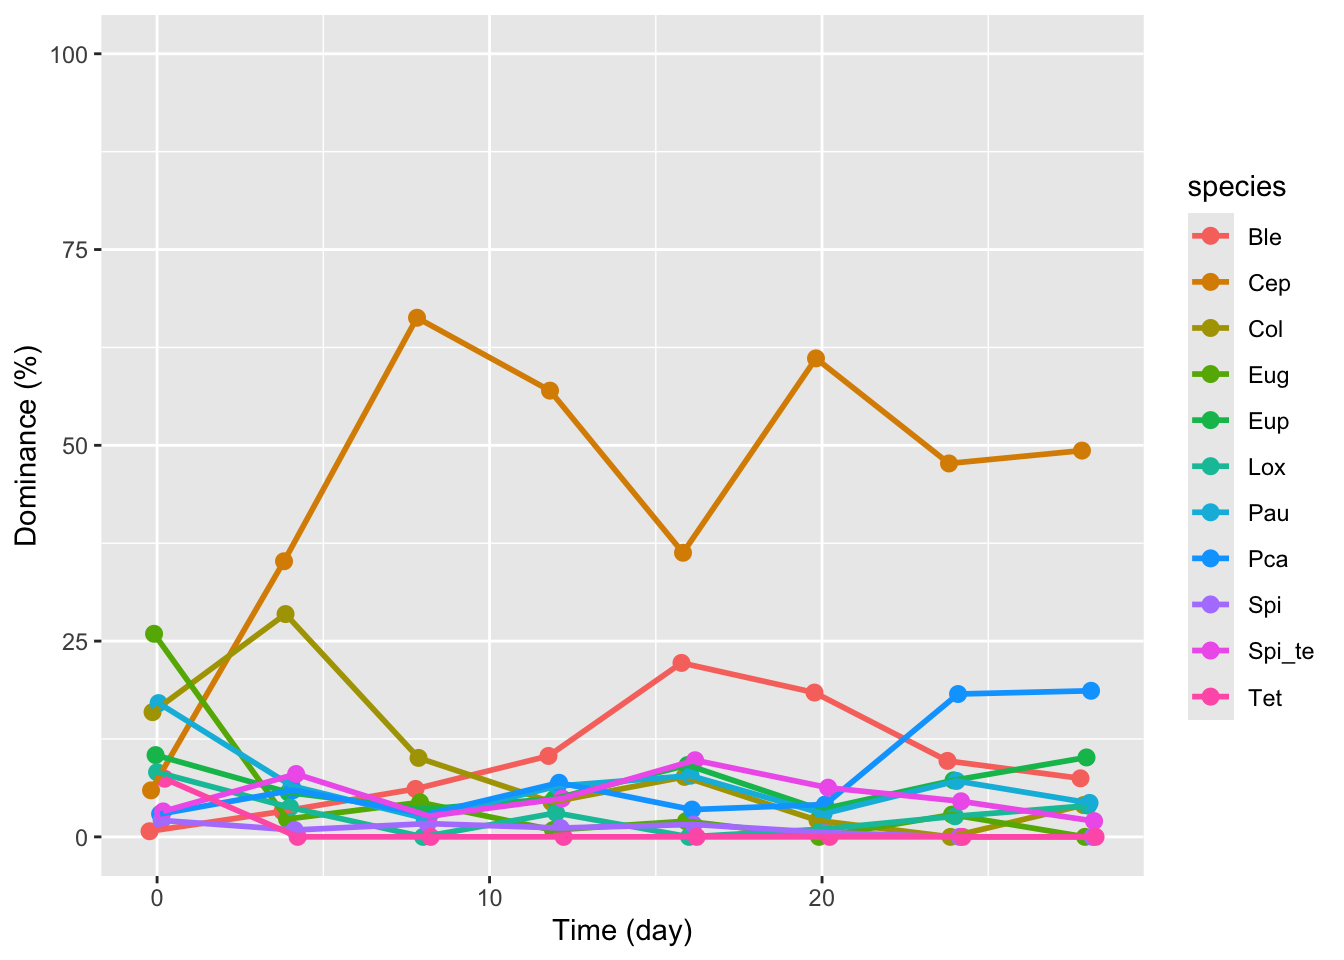 100
75
50
25
0
Dominance (%)
0 10 20
Time (day)
species
Ble
Cep
Col
Eug
Eup
Lox
Pau
Pca
Spi
Spi_te
Tet